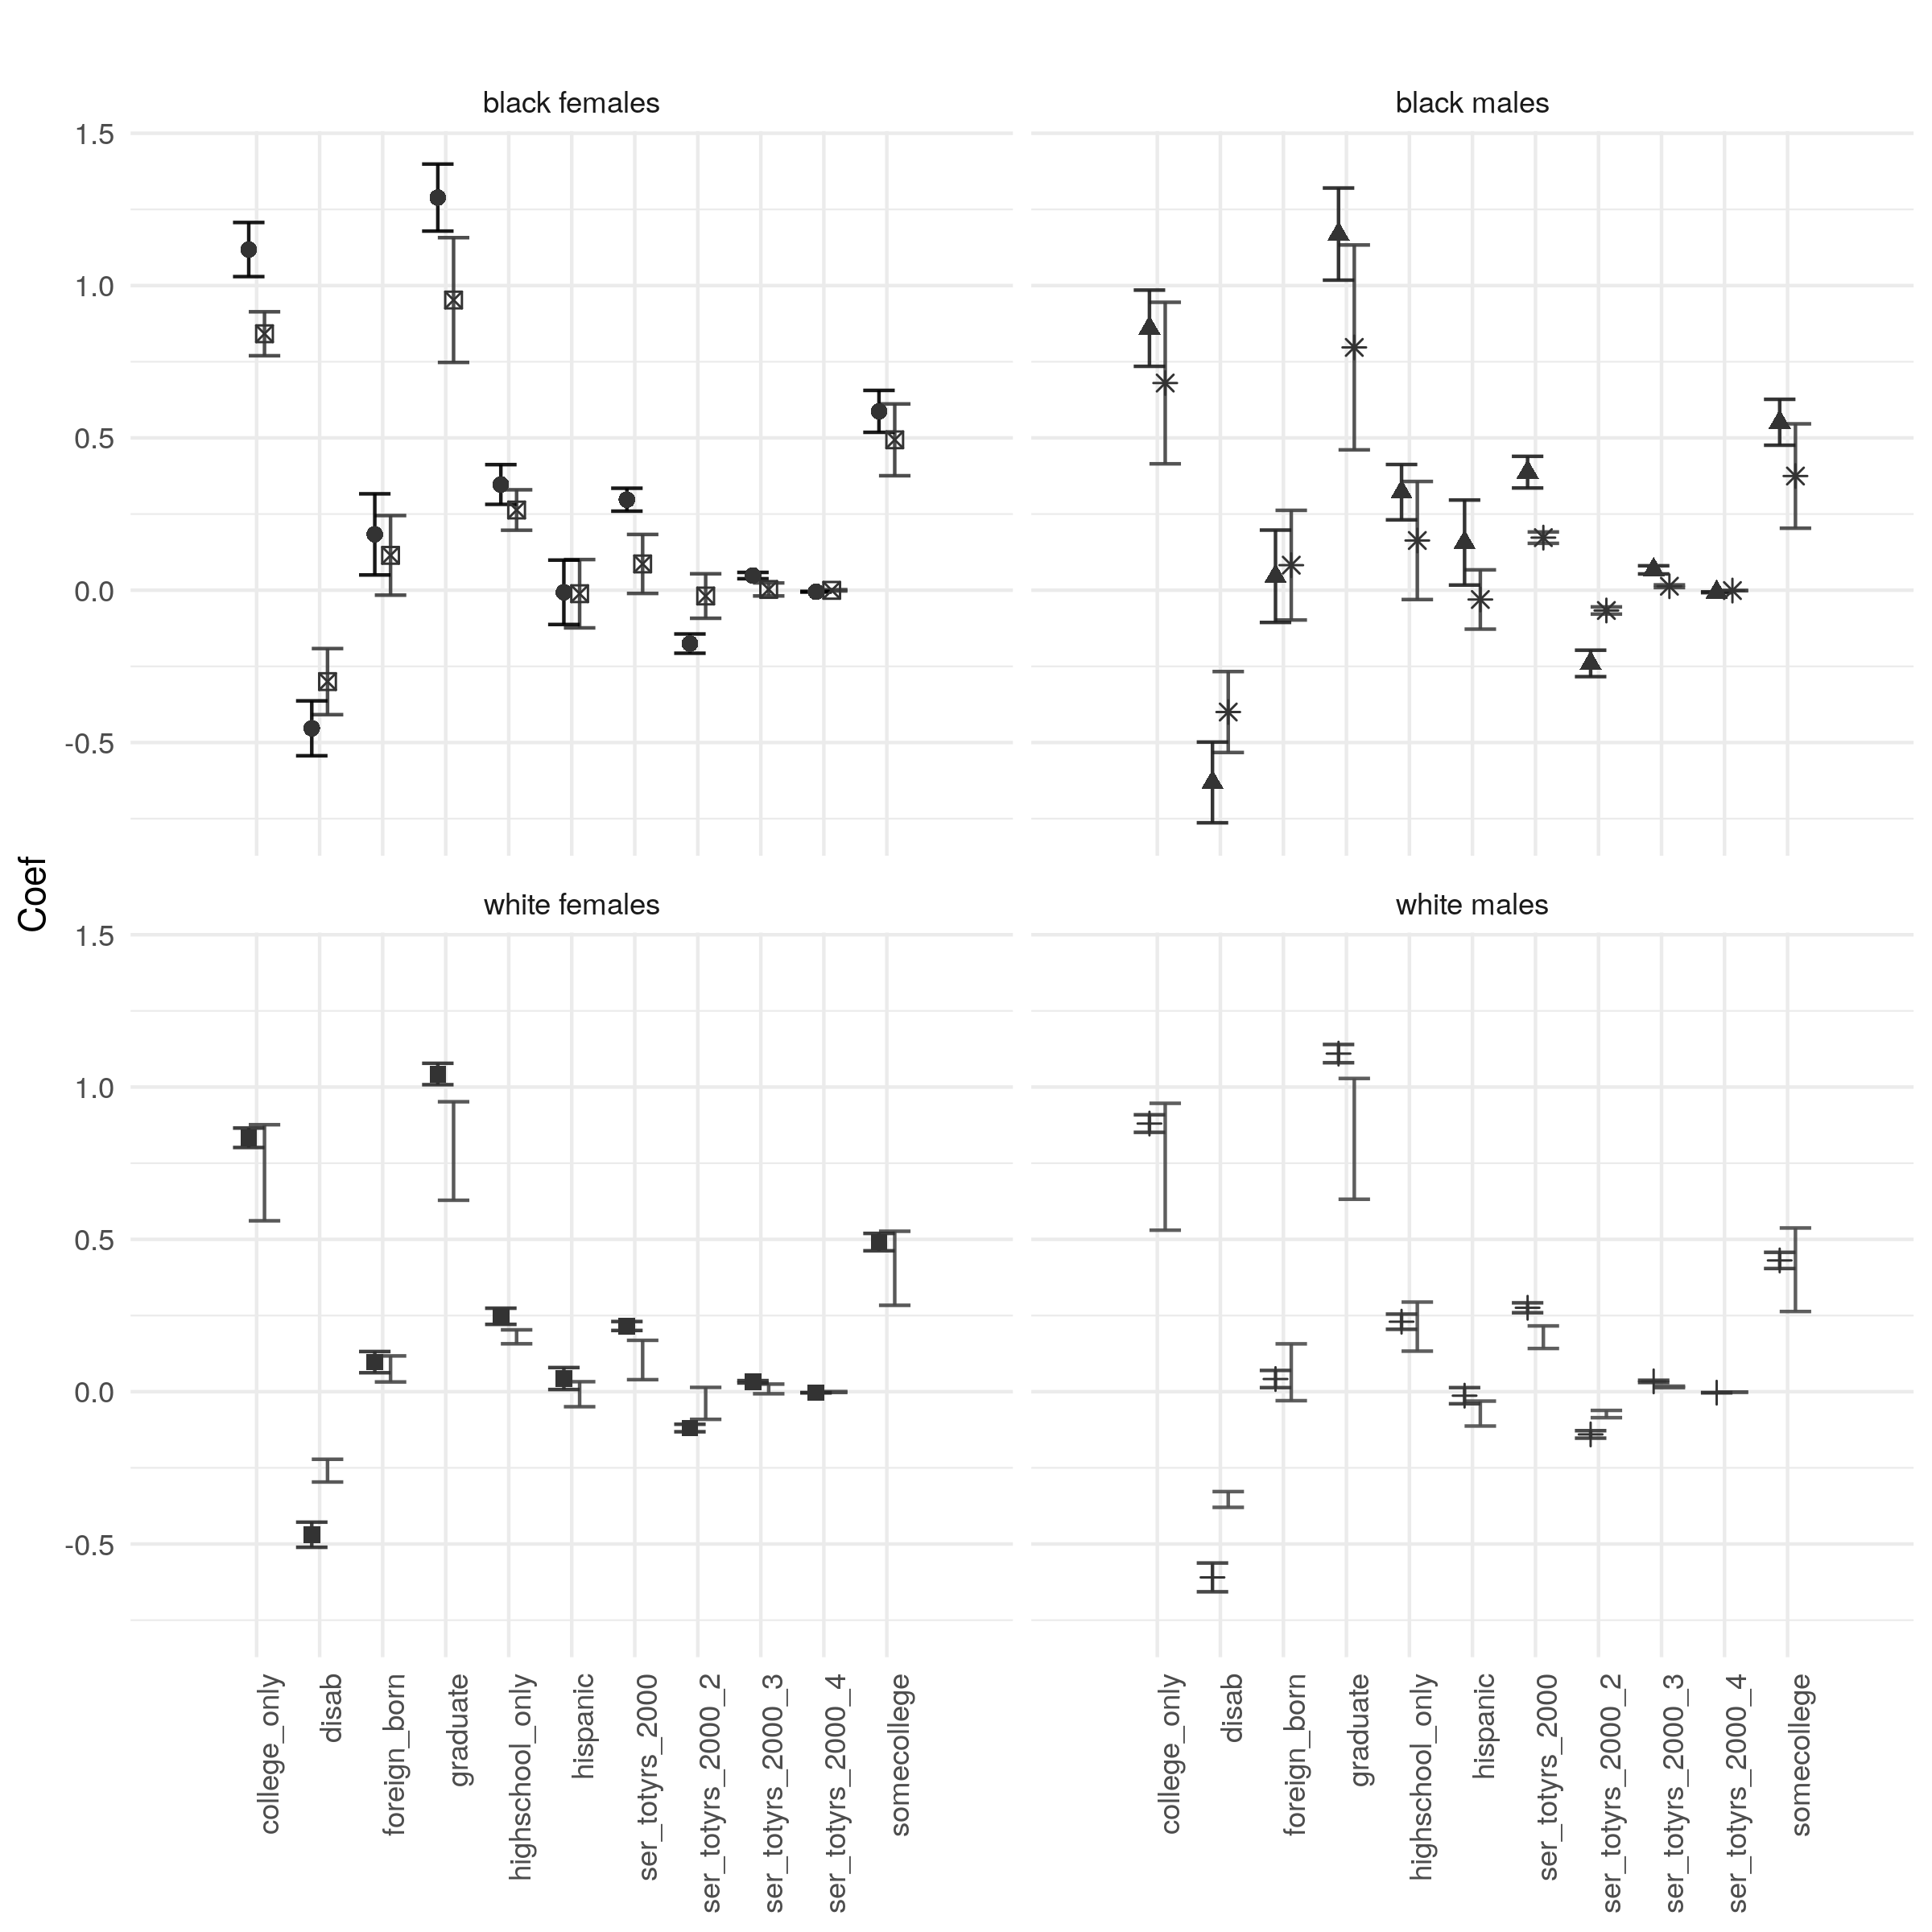 black females
black males
1.5
1.0
0.5
0.0
-0.5
Coef
white females
white males
1.5
1.0
0.5
0.0
-0.5
college_only
disab
foreign_born
graduate
highschool_only
hispanic
ser_totyrs_2000
ser_totyrs_2000_2
ser_totyrs_2000_3
ser_totyrs_2000_4
somecollege
college_only
disab
foreign_born
graduate
highschool_only
hispanic
ser_totyrs_2000
ser_totyrs_2000_2
ser_totyrs_2000_3
ser_totyrs_2000_4
somecollege